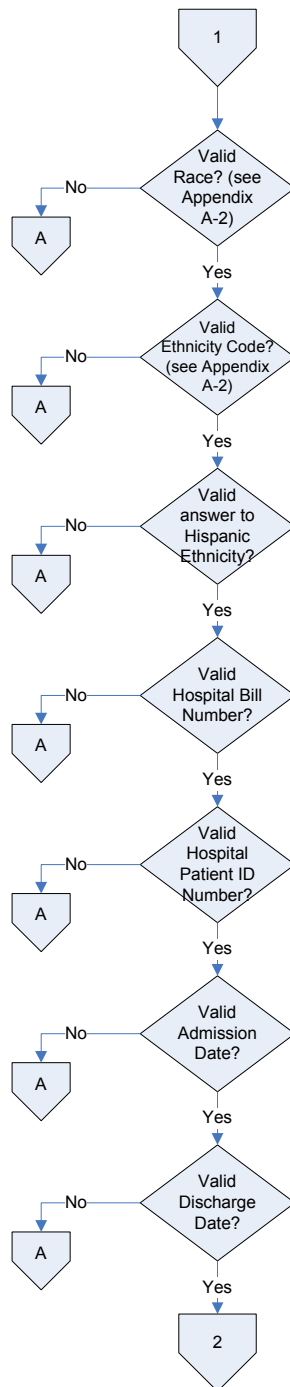 1
Valid
Race? (see
Appendix
A-2)
No
A
Yes
Valid
Ethnicity Code?
(see Appendix
A-2)
No
A
Yes
Valid
answer to
Hispanic
Ethnicity?
No
A
Yes
Valid
Hospital Bill
Number?
No
A
Yes
Valid
Hospital
Patient ID
Number?
No
A
Yes
Valid
Admission
Date?
No
A
Yes
Valid
Discharge
Date?
No
A
Yes
2